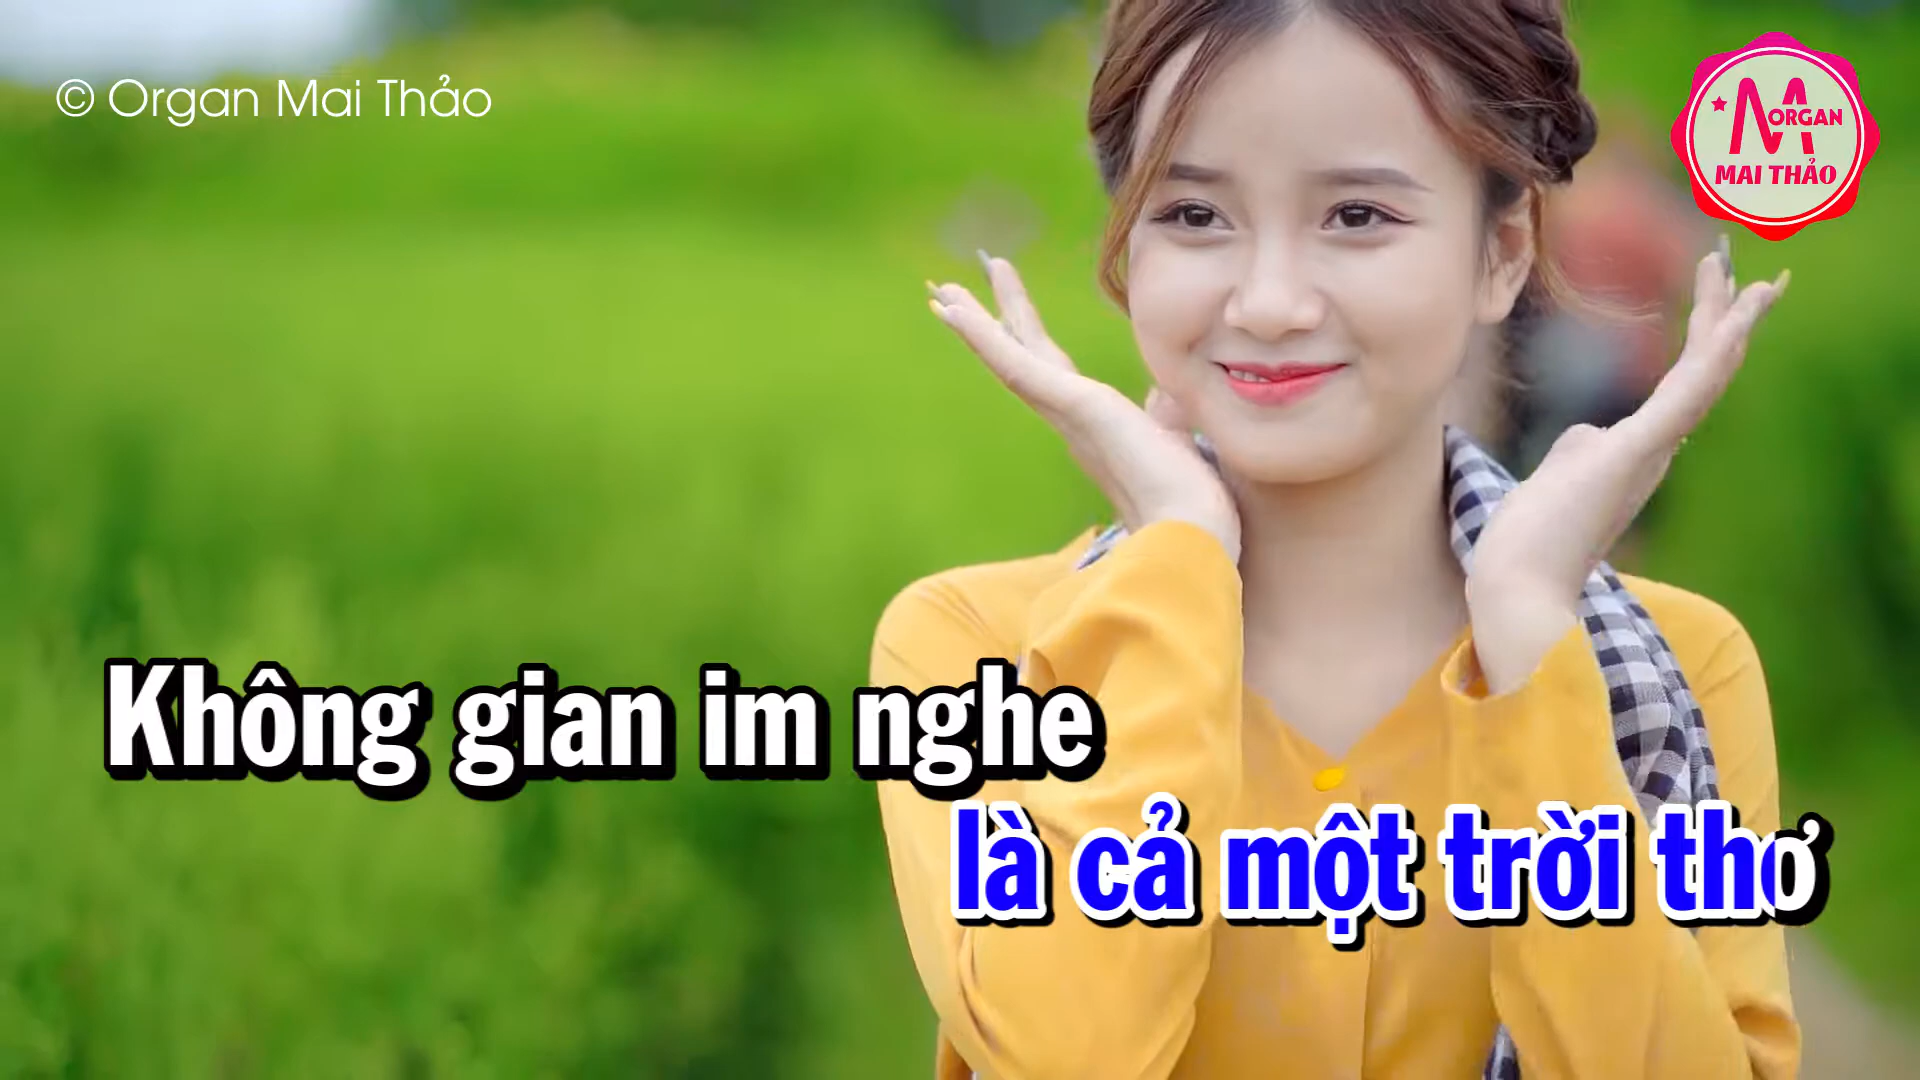 © Organ Mai Thảo
M ORGAN
MAI THẢO
Không gian im nghe
là cả một trời thơ